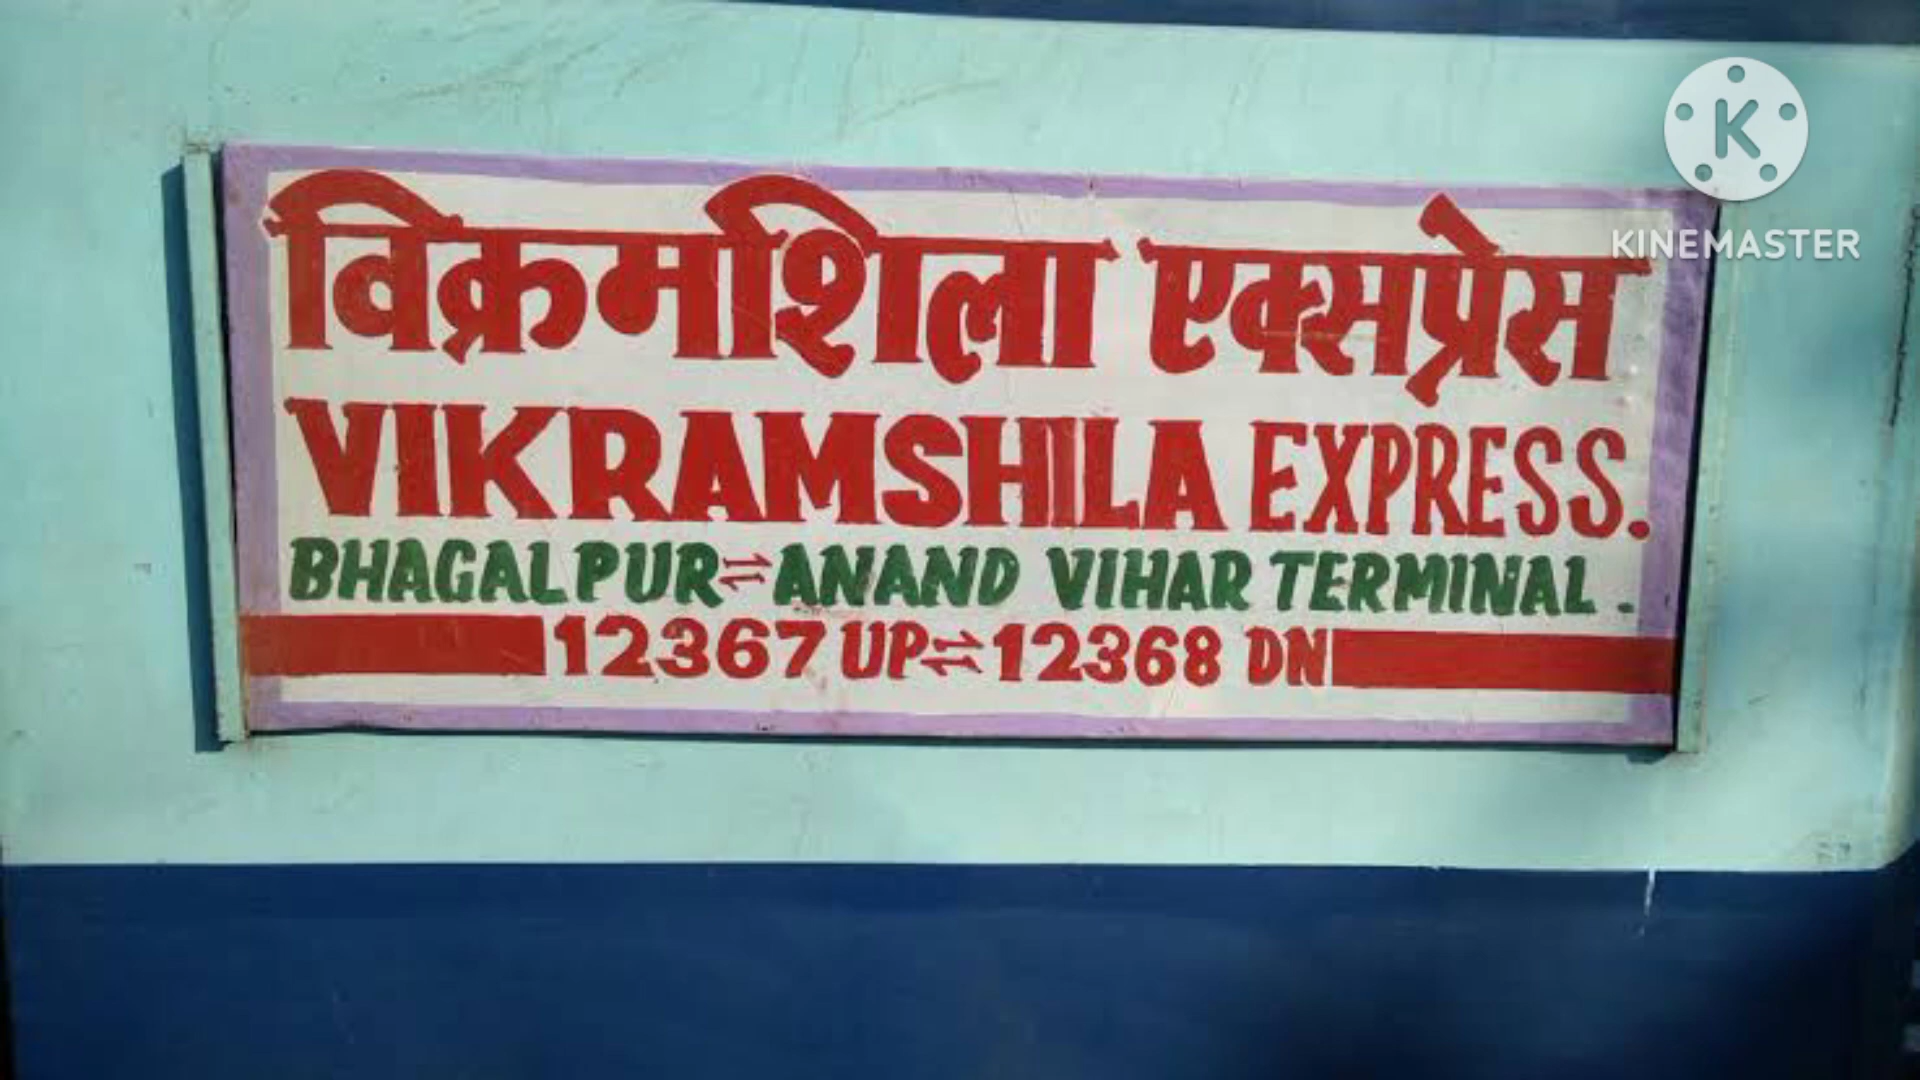 विक्रमशिला एक्सप्रेस
VIKRAMSHILA EXPRESS.
BHAGALPUR⇌ANAND VIHAR TERMINAL.
12367 UP⇌12368 DN
K
KINEMASTER